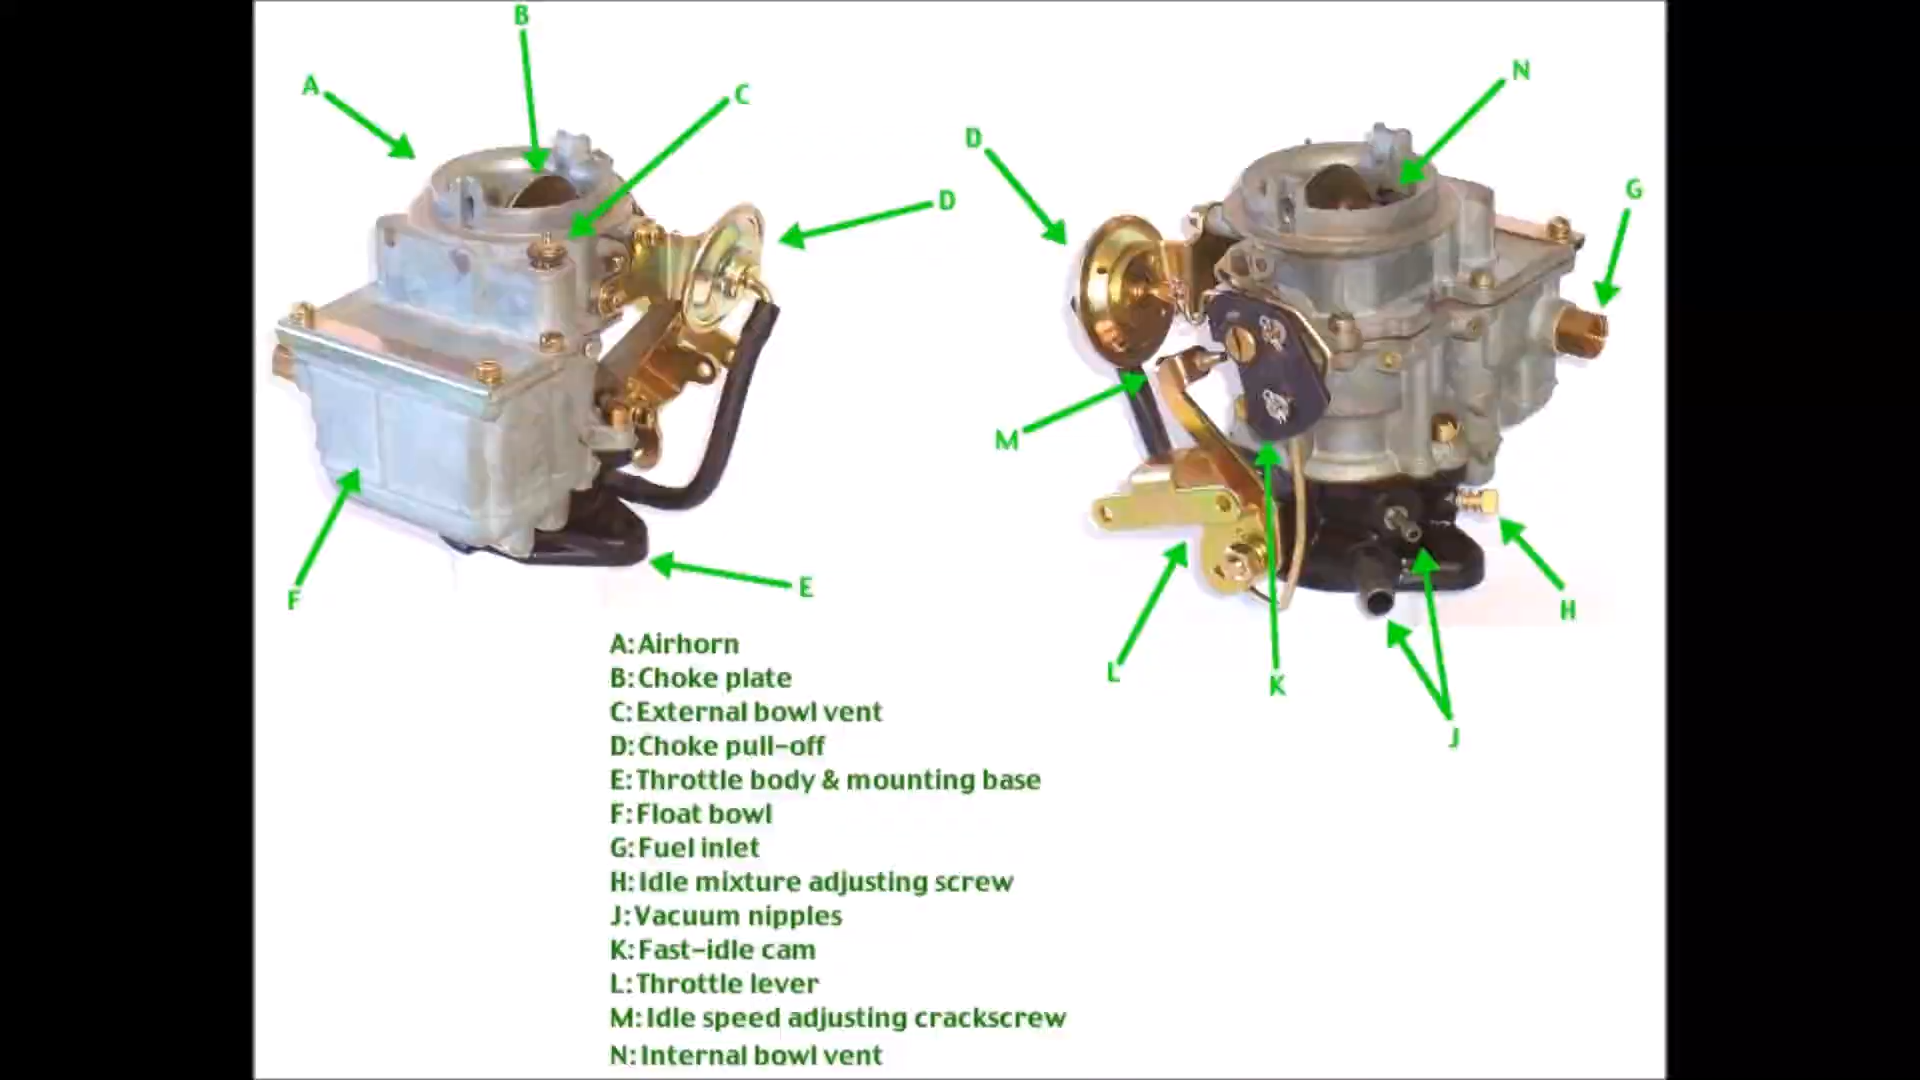 B
A
C
D
F
E
D
N
G
M
H
L
K
J
A: Airhorn
B: Choke plate
C: External bowl vent
D: Choke pull-off
E: Throttle body & mounting base
F: Float bowl
G: Fuel inlet
H: Idle mixture adjusting screw
J: Vacuum nipples
K: Fast-idle cam
L: Throttle lever
M: Idle speed adjusting crackscrew
N: Internal bowl vent